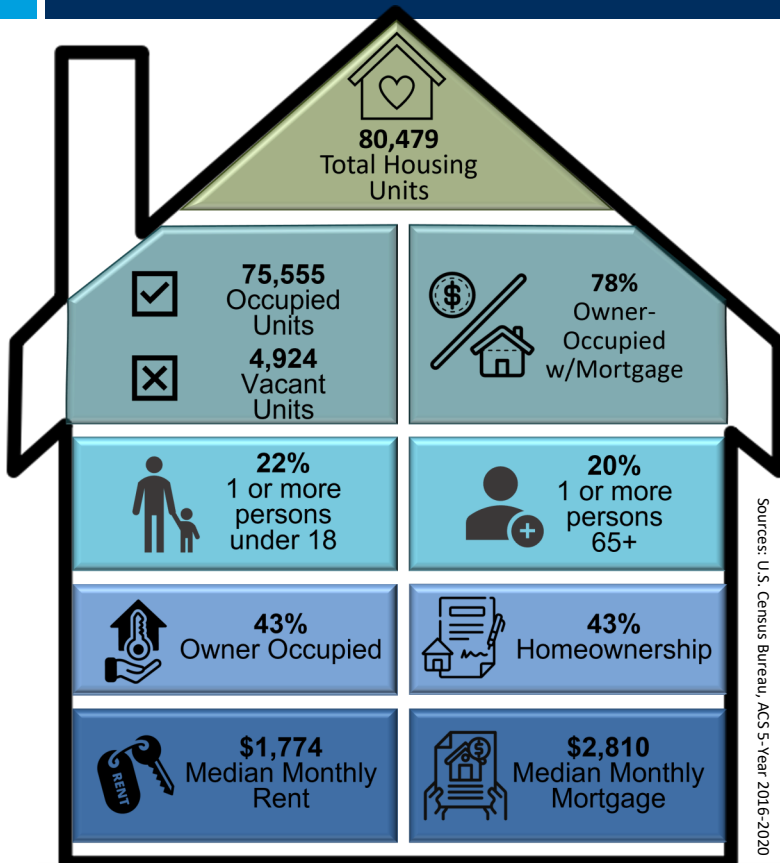 80,479
Total Housing
Units
75,555
Occupied
Units
4,924
Vacant
Units
78%
Owner-
Occupied
w/Mortgage
22%
1 or more
persons
under 18
20%
1 or more
persons
65+
43%
Owner Occupied
43%
Homeownership
RENT
$1,774
Median Monthly
Rent
$2,810
Median Monthly
Mortgage
Sources: U.S. Census Bureau, ACS 5-Year 2016-2020